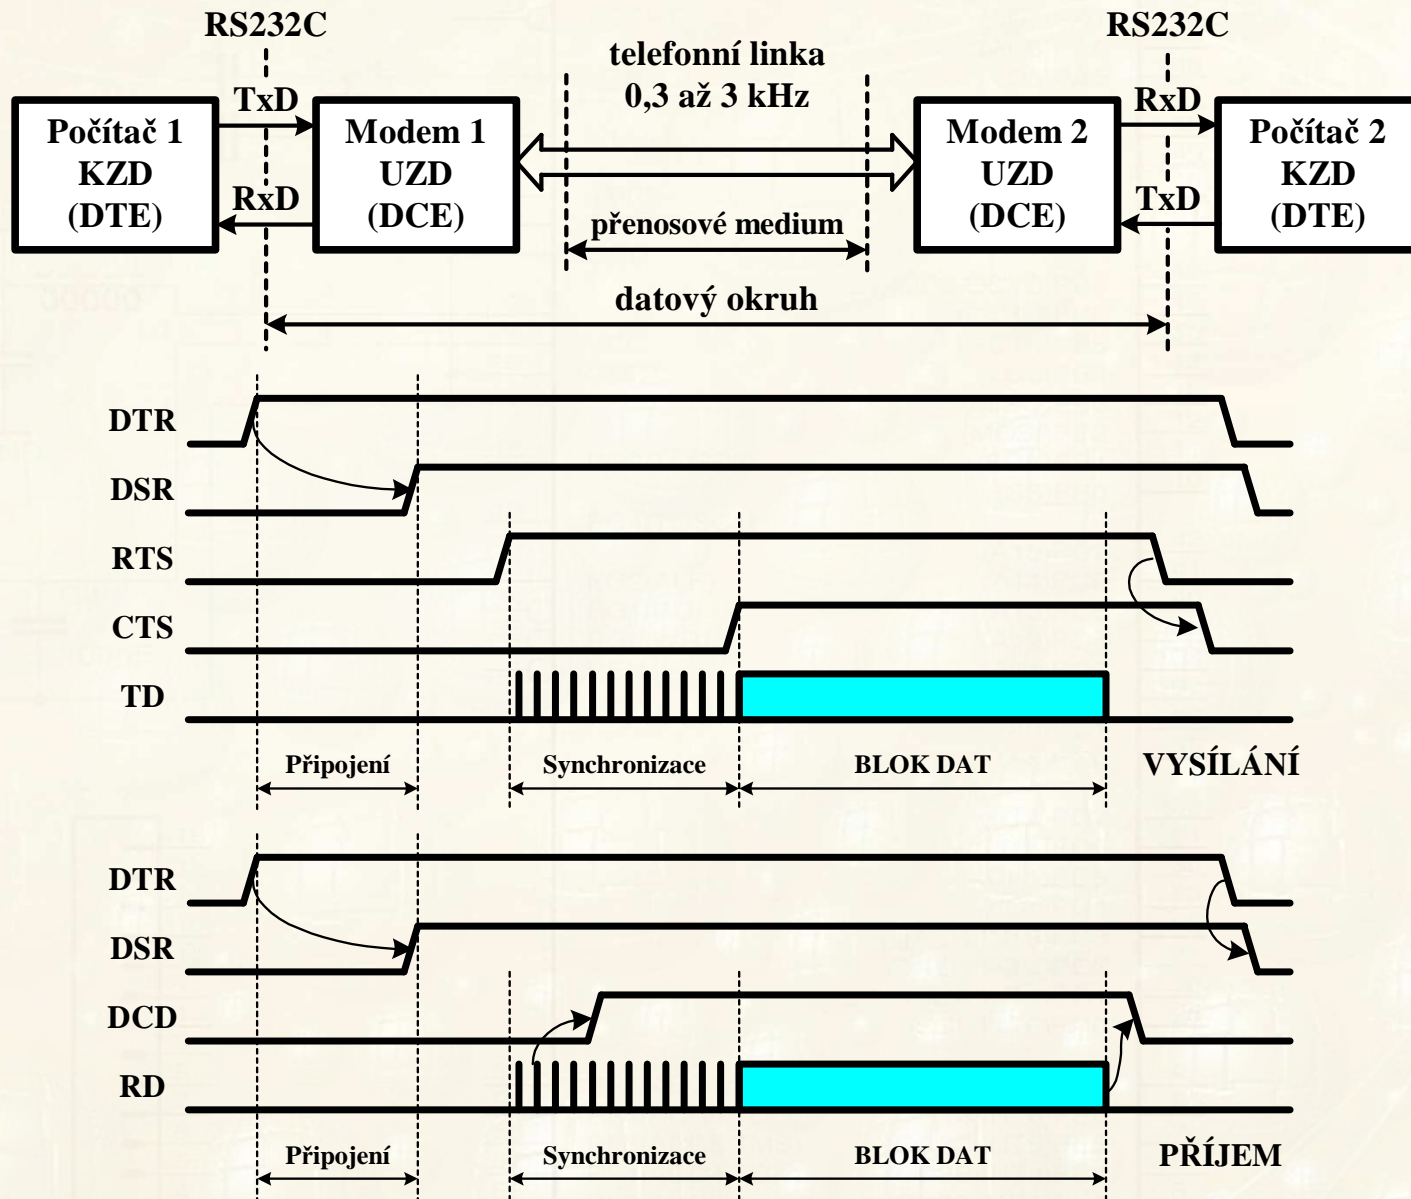 RS232C
RS232C
telefonní linka
0,3 až 3 kHz
TxD
RxD
Počítač 1
KZD
(DTE)
Modem 1
UZD
(DCE)
Modem 2
UZD
(DCE)
Počítač 2
KZD
(DTE)
RxD
TxD
přenosové medium
datový okruh
DTR
DSR
RTS
CTS
TD
Připojení
Synchronizace
BLOK DAT
VYSÍLÁNÍ
DTR
DSR
DCD
RD
Připojení
Synchronizace
BLOK DAT
PŘÍJEM